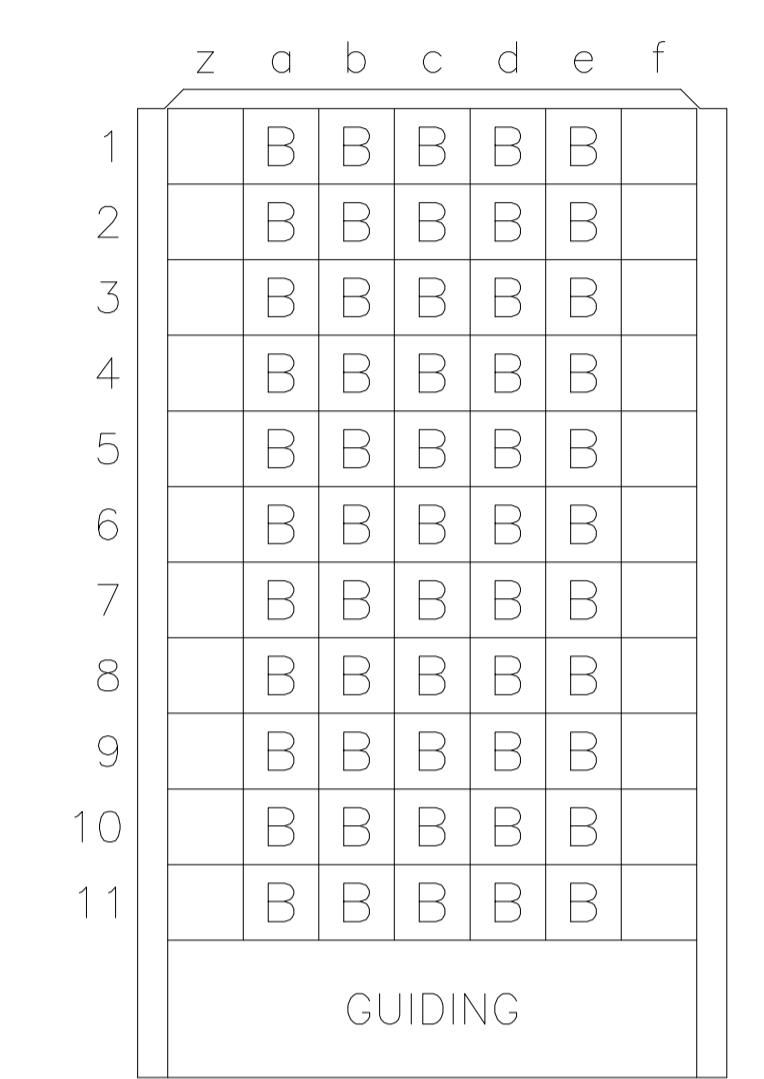 z a b c d e f
1 B B B B B
2 B B B B B
3 B B B B B
4 B B B B B
5 B B B B B
6 B B B B B
7 B B B B B
8 B B B B B
9 B B B B B
10 B B B B B
11 B B B B B
GUIDING